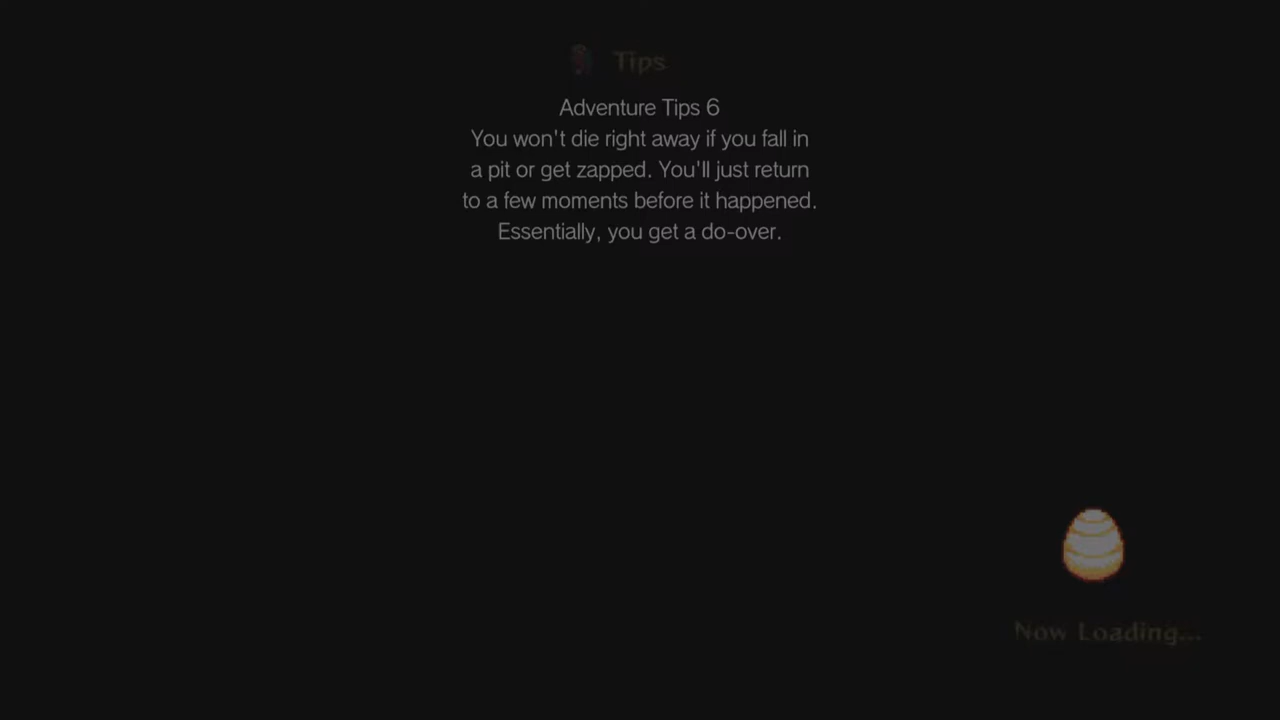 Tips
Adventure Tips 6
You won't die right away if you fall in
a pit or get zapped. You'll just return
to a few moments before it happened.
Essentially, you get a do-over.
Now Loading...